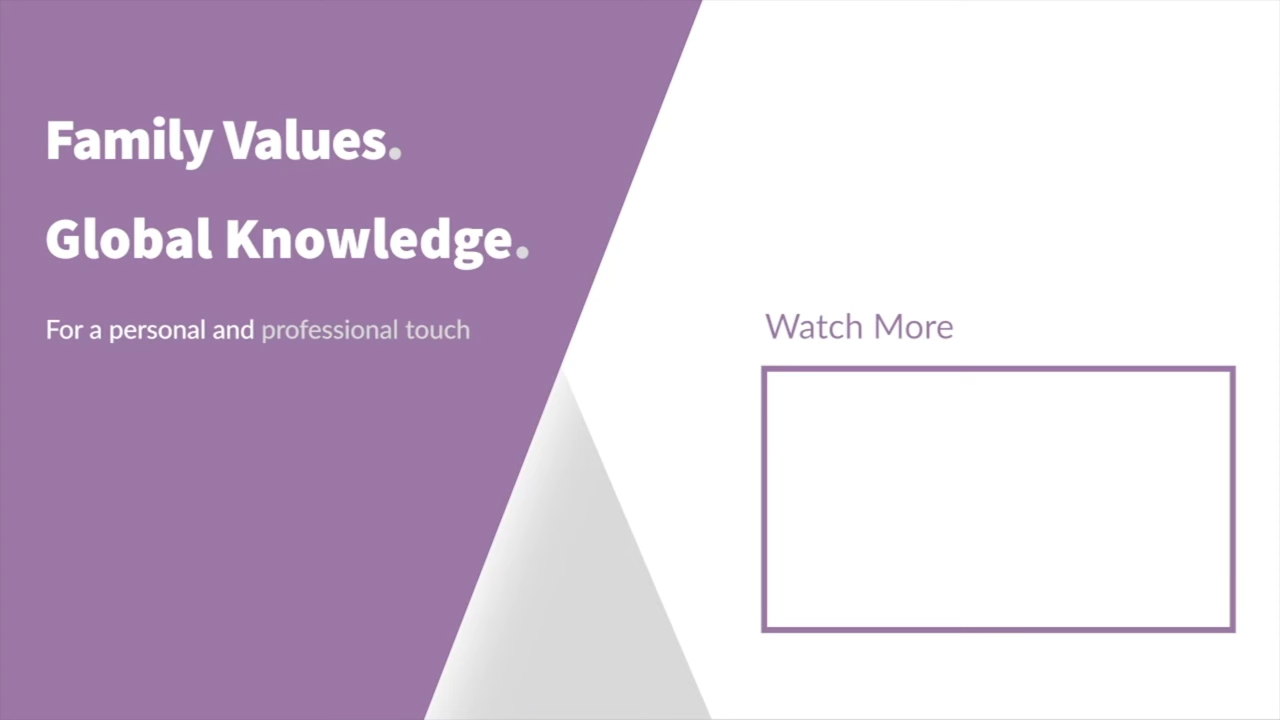 Family Values.
Global Knowledge.
For a personal and professional touch
Watch More